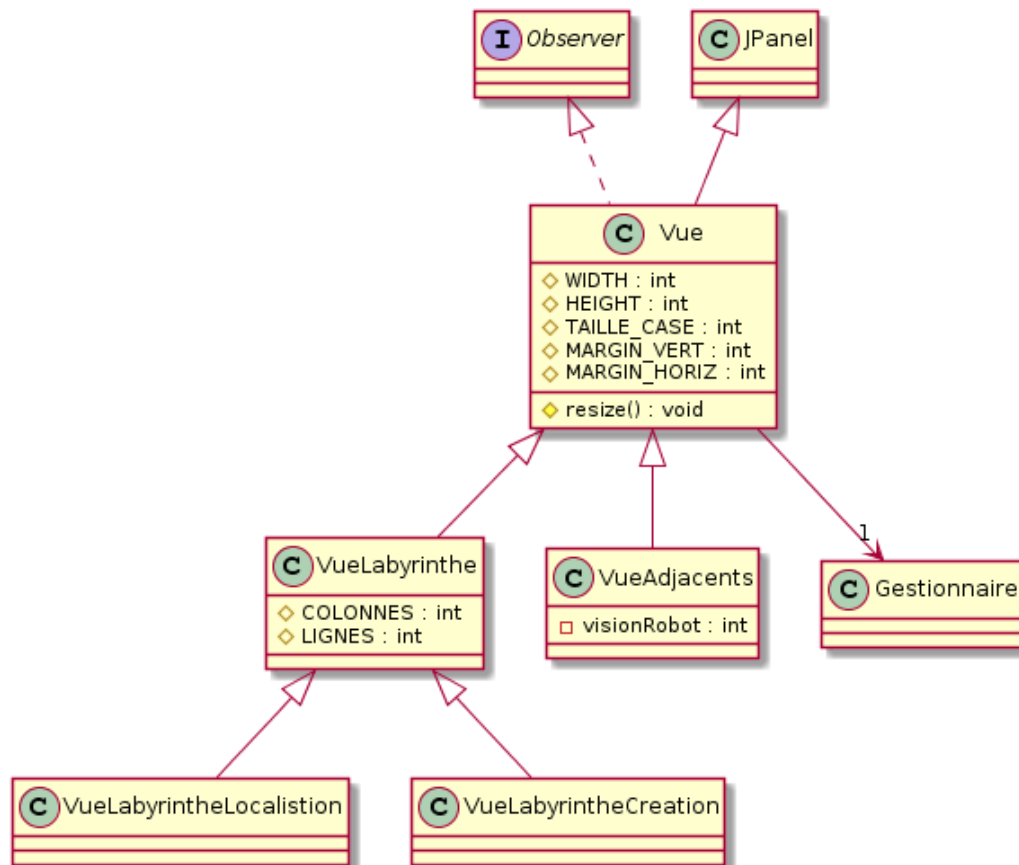 I Observer
C JPanel
C Vue
WIDTH : int
HEIGHT : int
TAILLE_CASE : int
MARGIN_VERT : int
MARGIN_HORIZ : int
resize() : void
1
C VueLabyrinthe
COLONNES : int
LIGNES : int
C VueAdjacents
visionRobot : int
C Gestionnaire
C VueLabyrintheLocalistion
C VueLabyrintheCreation